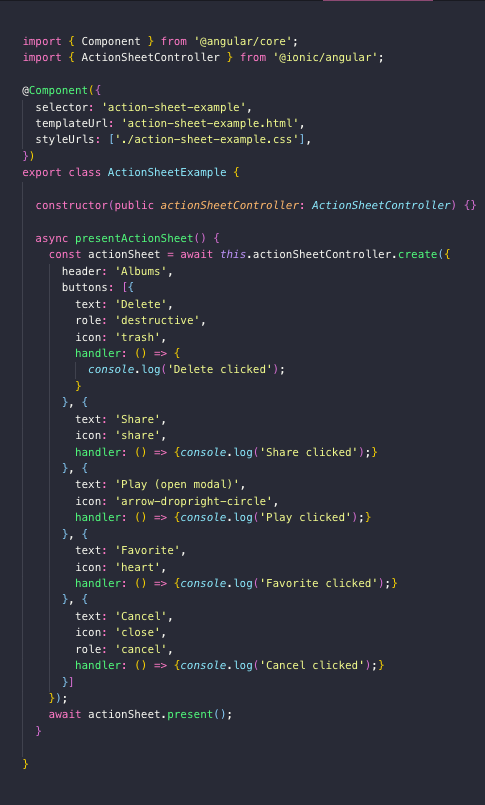 import { Component } from '@angular/core';
import { ActionSheetController } from '@ionic/angular';

@Component({
  selector: 'action-sheet-example',
  templateUrl: 'action-sheet-example.html',
  styleUrls: ['./action-sheet-example.css'],
})
export class ActionSheetExample {

  constructor(public actionSheetController: ActionSheetController) {}

  async presentActionSheet() {
    const actionSheet = await this.actionSheetController.create({
      header: 'Albums',
      buttons: [{
        text: 'Delete',
        role: 'destructive',
        icon: 'trash',
        handler: () => {
          console.log('Delete clicked');
        }
      }, {
        text: 'Share',
        icon: 'share',
        handler: () => {console.log('Share clicked');}
      }, {
        text: 'Play (open modal)',
        icon: 'arrow-dropright-circle',
        handler: () => {console.log('Play clicked');}
      }, {
        text: 'Favorite',
        icon: 'heart',
        handler: () => {console.log('Favorite clicked');}
      }, {
        text: 'Cancel',
        icon: 'close',
        role: 'cancel',
        handler: () => {console.log('Cancel clicked');}
      }]
    });
    await actionSheet.present();
  }

}